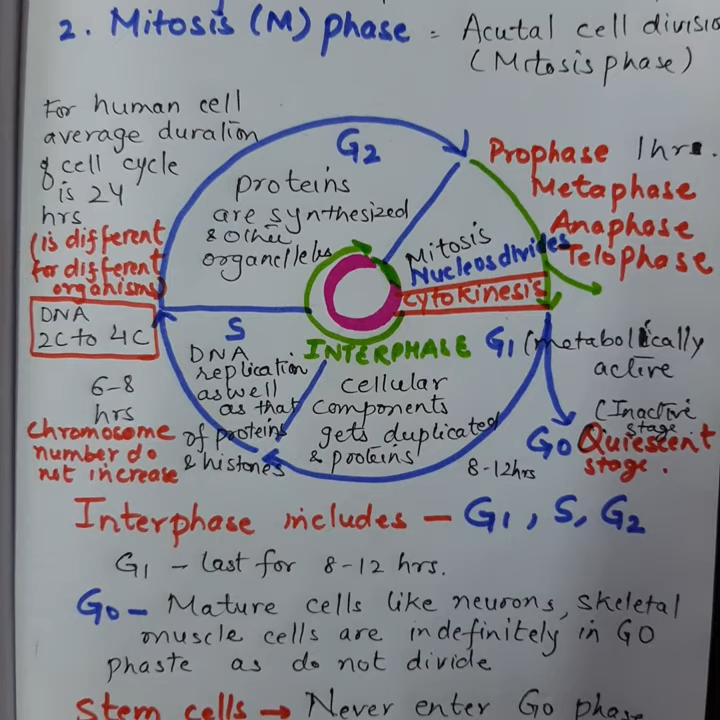 2. Mitosis (M) phase = Acutal cell divisio
(Mitosis phase)
For human cell
average duration
of cell cycle
is 24
hrs
(is different
for different
organisms)
DNA
2C to 4C
6-8
hrs
Chromosome
number do
not increase
G2
proteins
are synthesized
& other
organelles
Prophase 1hr.
Metaphase
Anaphase
Telophase
Mitosis
Nucleos divides
Cytokinesis
S
INTERPHASE
DNA
replication
as well
as that
of proteins
& histones
Cellular
components
gets duplicated
& proteins
8-12hrs
G1 (metabolically
active
(Inactive
stage
G0 Quiescent
stage.
Interphase includes — G1, S, G2
G1 - last for 8-12 hrs.
G0 – Mature cells like neurons, skeletal
muscle cells are indefinitely in G0
phaste as do not divide
Stem cells → Never enter G0 phase